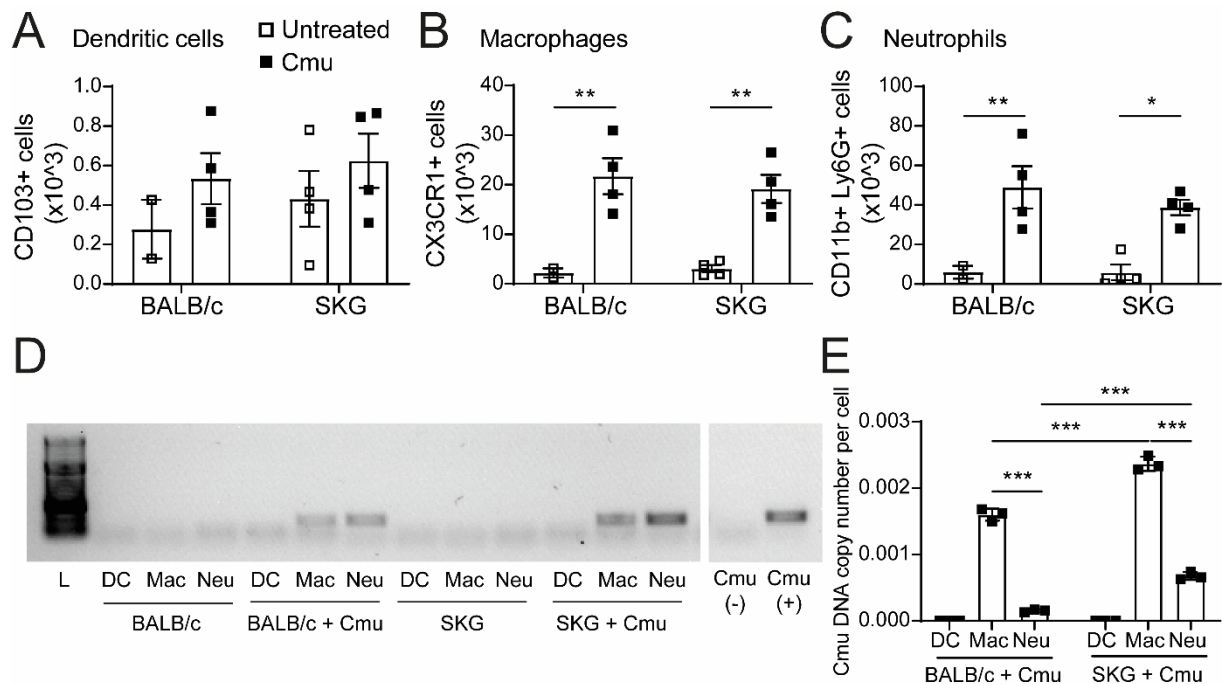 A Dendritic cells
□ Untreated
■ Cmu
CD103+ cells
(x10^3)
1.0
0.8
0.6
0.4
0.2
0.0
BALB/c SKG
B Macrophages
CX3CR1+ cells
(x10^3)
40
30
20
10
0
** **
BALB/c SKG
C Neutrophils
CD11b+ Ly6G+ cells
(x10^3)
100
80
60
40
20
0
** *
BALB/c SKG
D
L DC Mac Neu DC Mac Neu DC Mac Neu DC Mac Neu Cmu (-) Cmu (+)
BALB/c BALB/c + Cmu SKG SKG + Cmu
E
Cmu DNA copy number per cell
0.003
0.002
0.001
0.000
***
*** ***
***
DC Mac Neu DC Mac Neu
BALB/c + Cmu SKG + Cmu